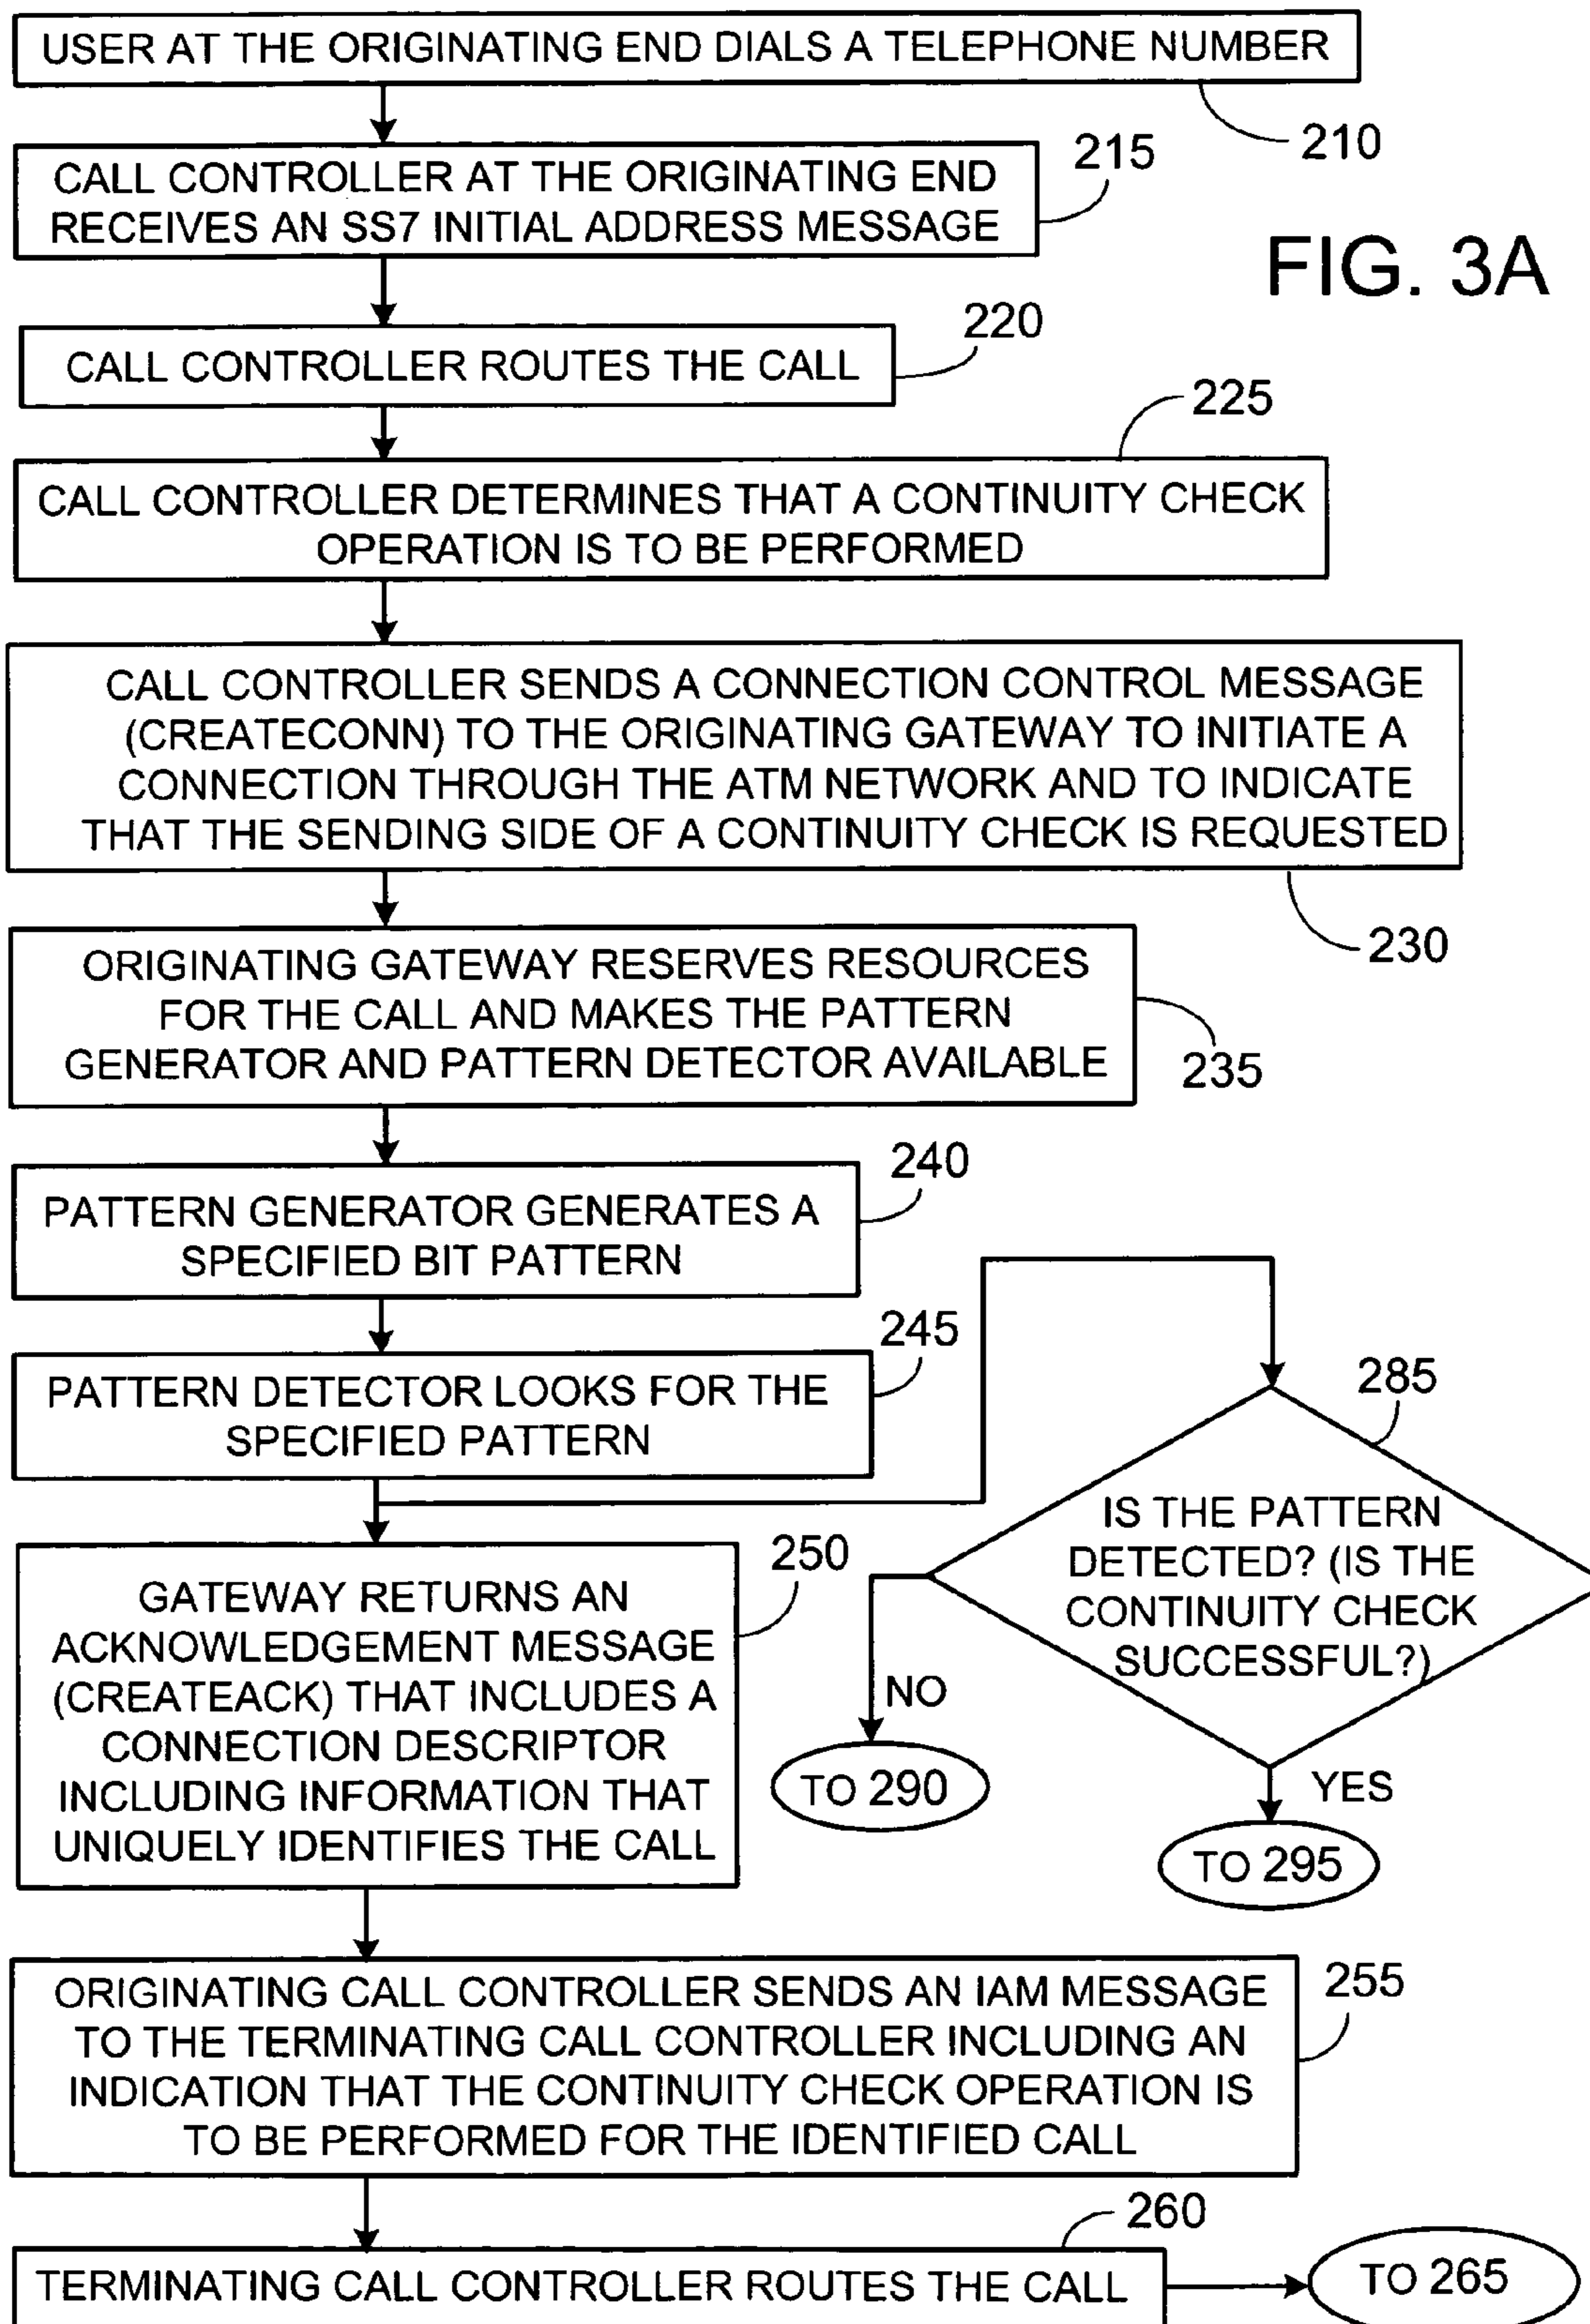 USER AT THE ORIGINATING END DIALS A TELEPHONE NUMBER
210
CALL CONTROLLER AT THE ORIGINATING END
RECEIVES AN SS7 INITIAL ADDRESS MESSAGE
215
FIG. 3A
CALL CONTROLLER ROUTES THE CALL
220
225
CALL CONTROLLER DETERMINES THAT A CONTINUITY CHECK
OPERATION IS TO BE PERFORMED
CALL CONTROLLER SENDS A CONNECTION CONTROL MESSAGE
(CREATECONN) TO THE ORIGINATING GATEWAY TO INITIATE A
CONNECTION THROUGH THE ATM NETWORK AND TO INDICATE
THAT THE SENDING SIDE OF A CONTINUITY CHECK IS REQUESTED
230
ORIGINATING GATEWAY RESERVES RESOURCES
FOR THE CALL AND MAKES THE PATTERN
GENERATOR AND PATTERN DETECTOR AVAILABLE
235
240
PATTERN GENERATOR GENERATES A
SPECIFIED BIT PATTERN
245
PATTERN DETECTOR LOOKS FOR THE
SPECIFIED PATTERN
285
IS THE PATTERN
DETECTED? (IS THE
CONTINUITY CHECK
SUCCESSFUL?)
NO
TO 290
YES
TO 295
250
GATEWAY RETURNS AN
ACKNOWLEDGEMENT MESSAGE
(CREATEACK) THAT INCLUDES A
CONNECTION DESCRIPTOR
INCLUDING INFORMATION THAT
UNIQUELY IDENTIFIES THE CALL
255
ORIGINATING CALL CONTROLLER SENDS AN IAM MESSAGE
TO THE TERMINATING CALL CONTROLLER INCLUDING AN
INDICATION THAT THE CONTINUITY CHECK OPERATION IS
TO BE PERFORMED FOR THE IDENTIFIED CALL
260
TERMINATING CALL CONTROLLER ROUTES THE CALL
TO 265